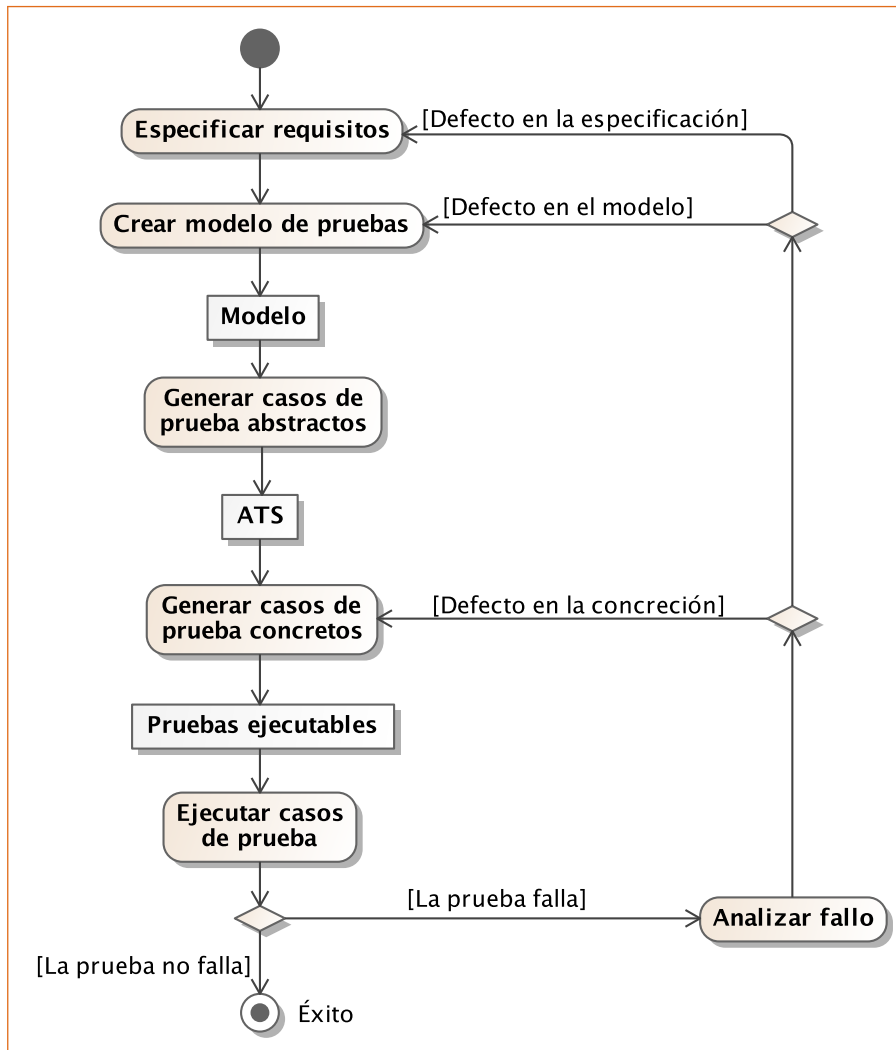 Especificar requisitos
[Defecto en la especificación]
Crear modelo de pruebas
[Defecto en el modelo]
Modelo
Generar casos de
prueba abstractos
ATS
Generar casos de
prueba concretos
[Defecto en la concreción]
Pruebas ejecutables
Ejecutar casos
de prueba
[La prueba falla]
Analizar fallo
[La prueba no falla]
Éxito